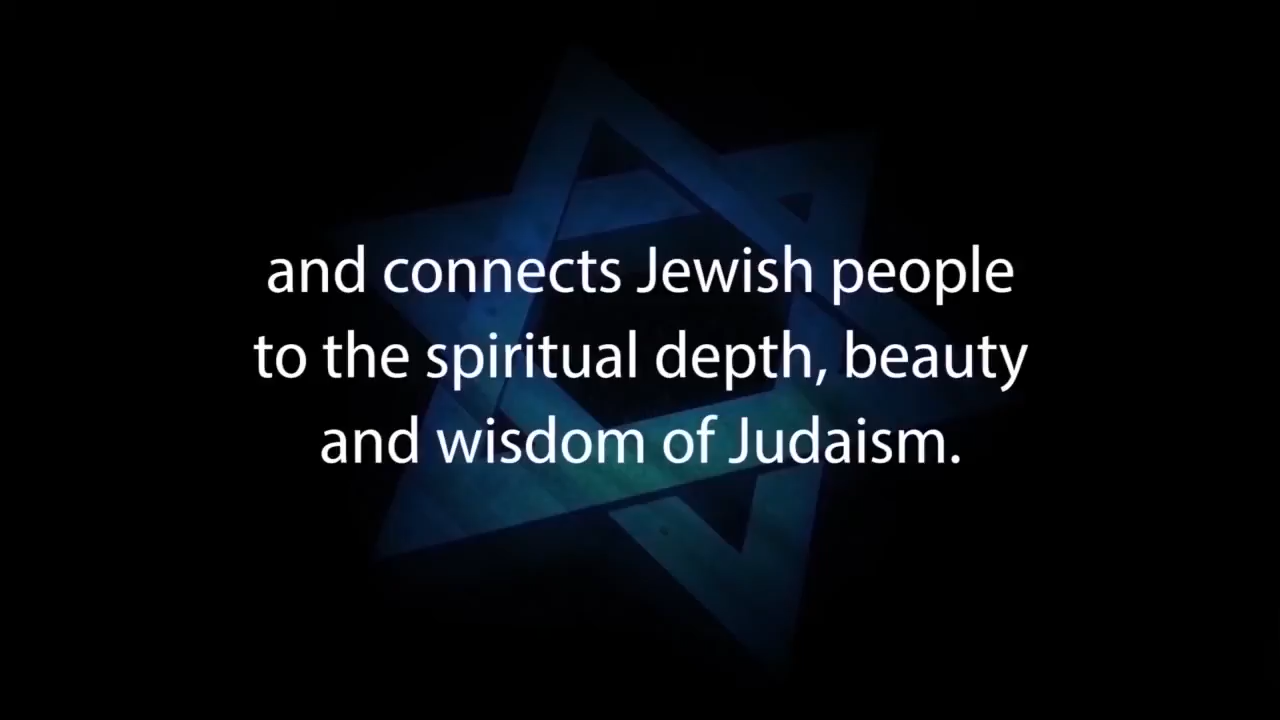 and connects Jewish people
to the spiritual depth, beauty
and wisdom of Judaism.